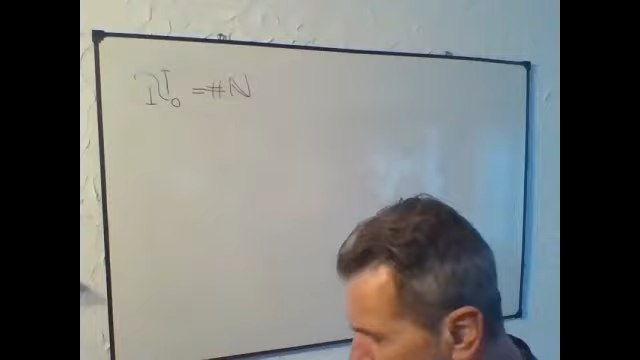 ℵ₀ = #ℕ